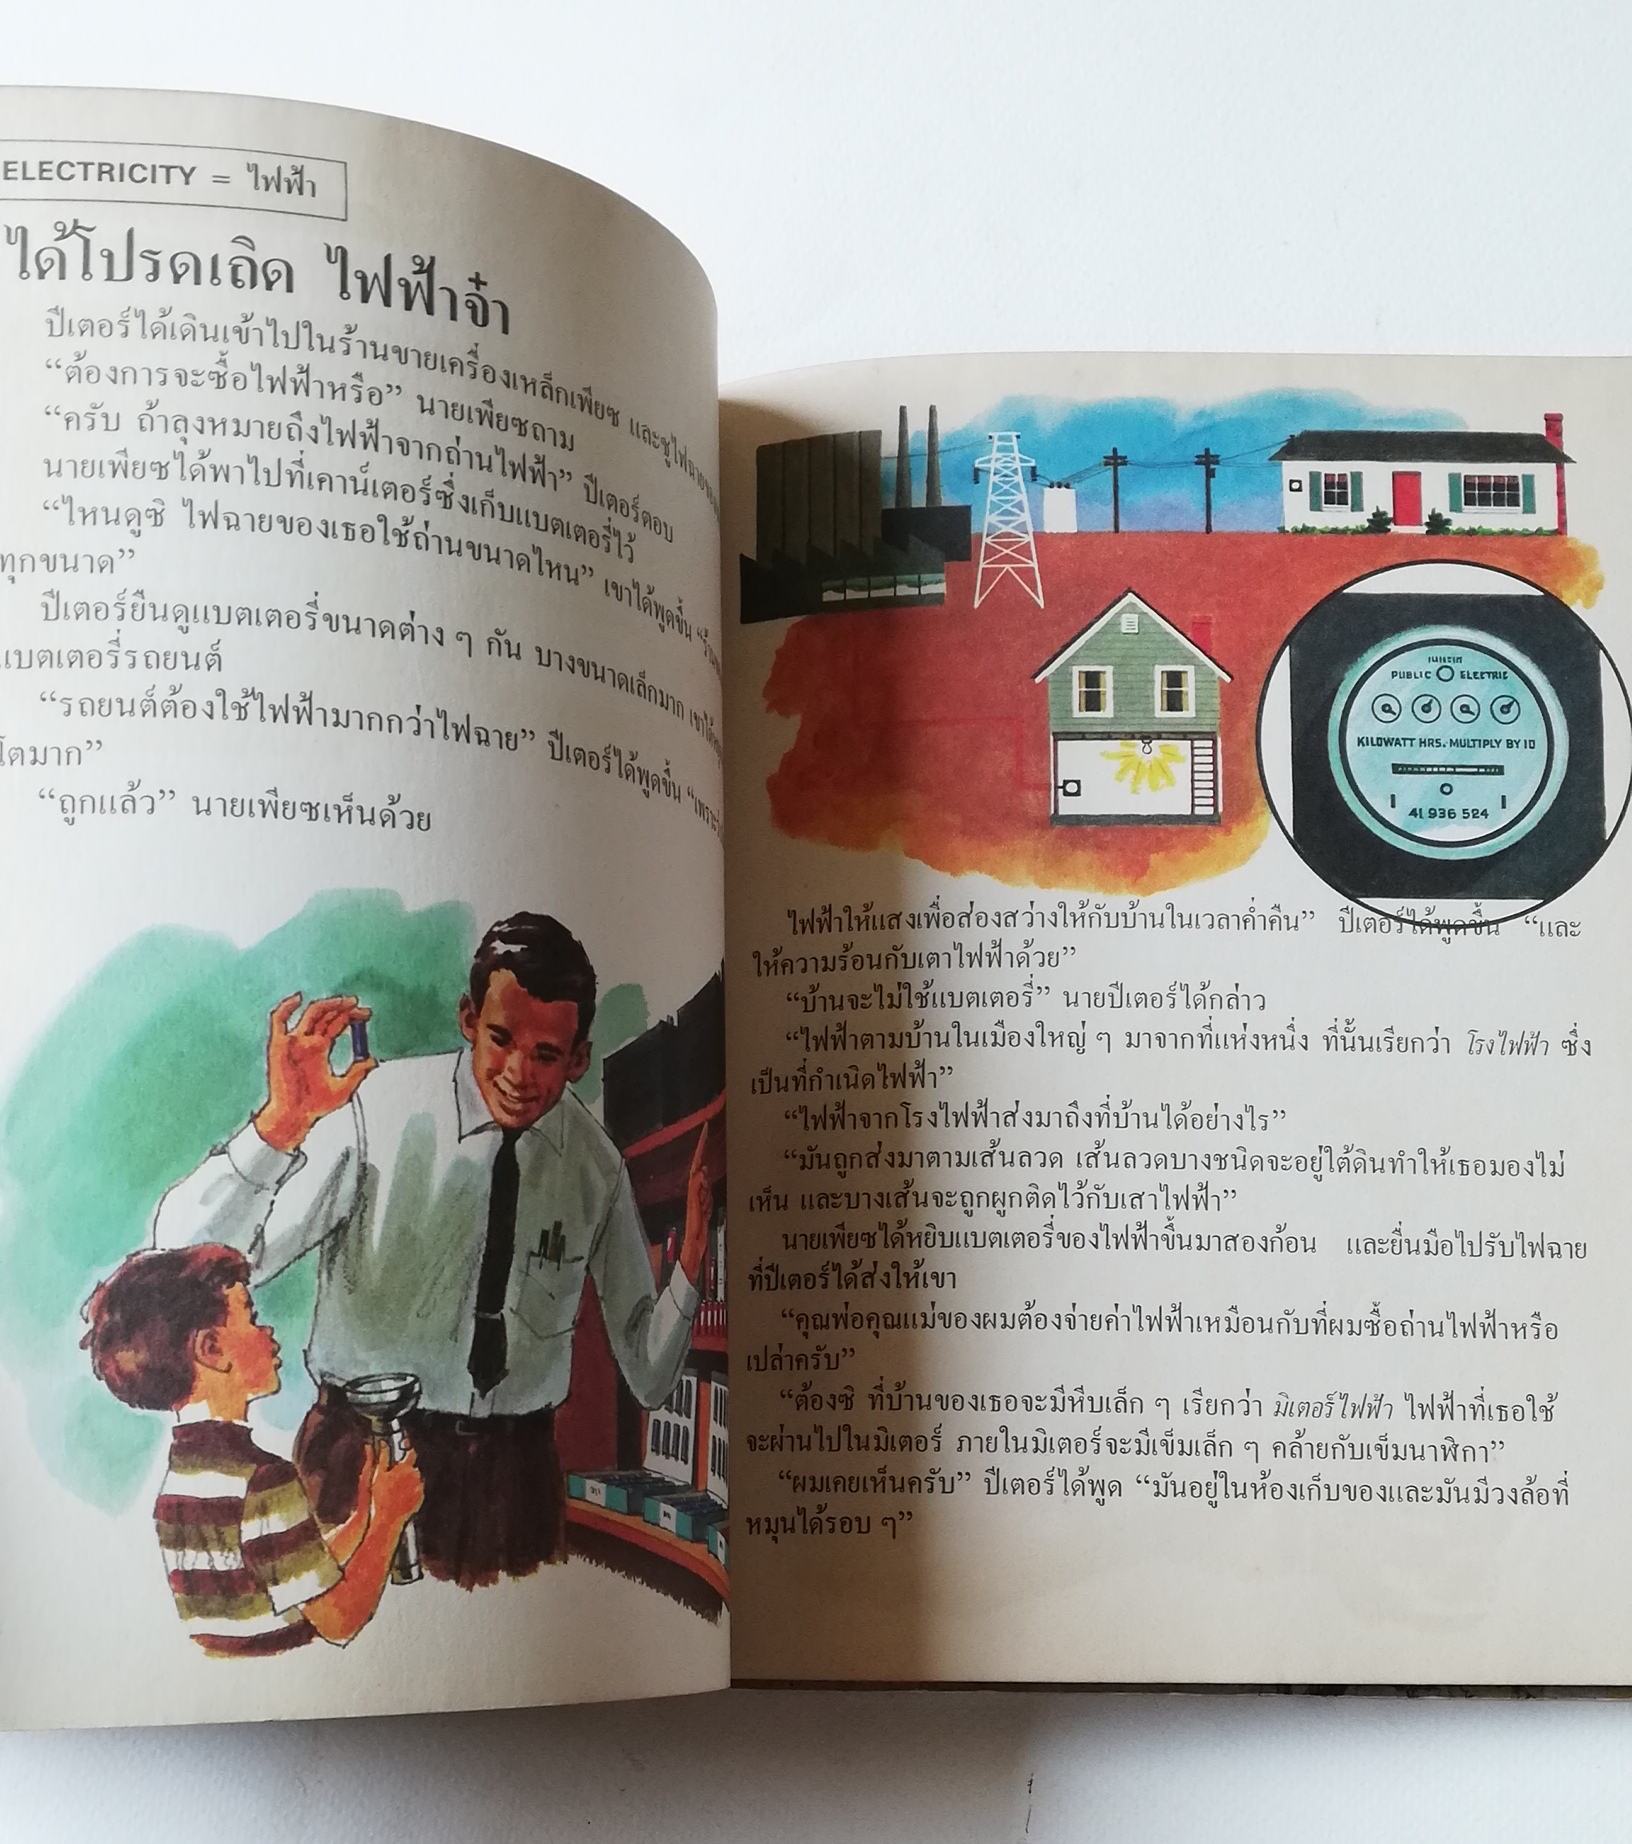 ELECTRICITY = ไฟฟ้า
ได้โปรดเถิด ไฟฟ้าจ๋า
ปีเตอร์ได้เดินเข้าไปในร้านขายเครื่องเหล็กเพียซ และชูไฟฉายของ
“ต้องการจะซื้อไฟฟ้าหรือ” นายเพียซถาม
“ครับ ถ้าลุงหมายถึงไฟฟ้าจากถ่านไฟฟ้า” ปีเตอร์ตอบ
นายเพียซได้พาไปที่เคาน์เตอร์ซึ่งเก็บแบตเตอรี่ไว้
“ไหนดูซิ ไฟฉายของเธอใช้ถ่านขนาดไหน” เขาได้พูดขึ้น
ทุกขนาด”
ปีเตอร์ยืนดูแบตเตอรี่ขนาดต่าง ๆ กัน บางขนาดเล็กมาก
แบตเตอรี่รถยนต์
“รถยนต์ต้องใช้ไฟฟ้ามากกว่าไฟฉาย” ปีเตอร์ได้พูดขึ้น
โตมาก”
“ถูกแล้ว” นายเพียซเห็นด้วย
PUBLIC ELECTRIC
KILOWATT HRS. MULTIPLY BY 10
41 936 524
ไฟฟ้าให้แสงเพื่อส่องสว่างให้กับบ้านในเวลาค่ำคืน” ปีเตอร์ได้พูดขึ้น “และ
ให้ความร้อนกับเตาไฟฟ้าด้วย”
“บ้านจะไม่ใช้แบตเตอรี่” นายปีเตอร์ได้กล่าว
“ไฟฟ้าตามบ้านในเมืองใหญ่ ๆ มาจากที่แห่งหนึ่ง ที่นั้นเรียกว่า โรงไฟฟ้า ซึ่ง
เป็นที่กำเนิดไฟฟ้า”
“ไฟฟ้าจากโรงไฟฟ้าส่งมาถึงที่บ้านได้อย่างไร”
“มันถูกส่งมาตามเส้นลวด เส้นลวดบางชนิดจะอยู่ใต้ดินทำให้เธอมองไม่
เห็น และบางเส้นจะถูกผูกติดไว้กับเสาไฟฟ้า”
นายเพียซได้หยิบแบตเตอรี่ของไฟฟ้าขึ้นมาสองก้อน และยื่นมือไปรับไฟฉาย
ที่ปีเตอร์ได้ส่งให้เขา
“คุณพ่อคุณแม่ของผมต้องจ่ายค่าไฟฟ้าเหมือนกับที่ผมซื้อถ่านไฟฟ้าหรือ
เปล่าครับ”
“ต้องซิ ที่บ้านของเธอจะมีหีบเล็ก ๆ เรียกว่า มิเตอร์ไฟฟ้า ไฟฟ้าที่เธอใช้
จะผ่านไปในมิเตอร์ ภายในมิเตอร์จะมีเข็มเล็ก ๆ คล้ายกับเข็มนาฬิกา”
“ผมเคยเห็นครับ” ปีเตอร์ได้พูด “มันอยู่ในห้องเก็บของและมันมีวงล้อที่
หมุนได้รอบ ๆ”